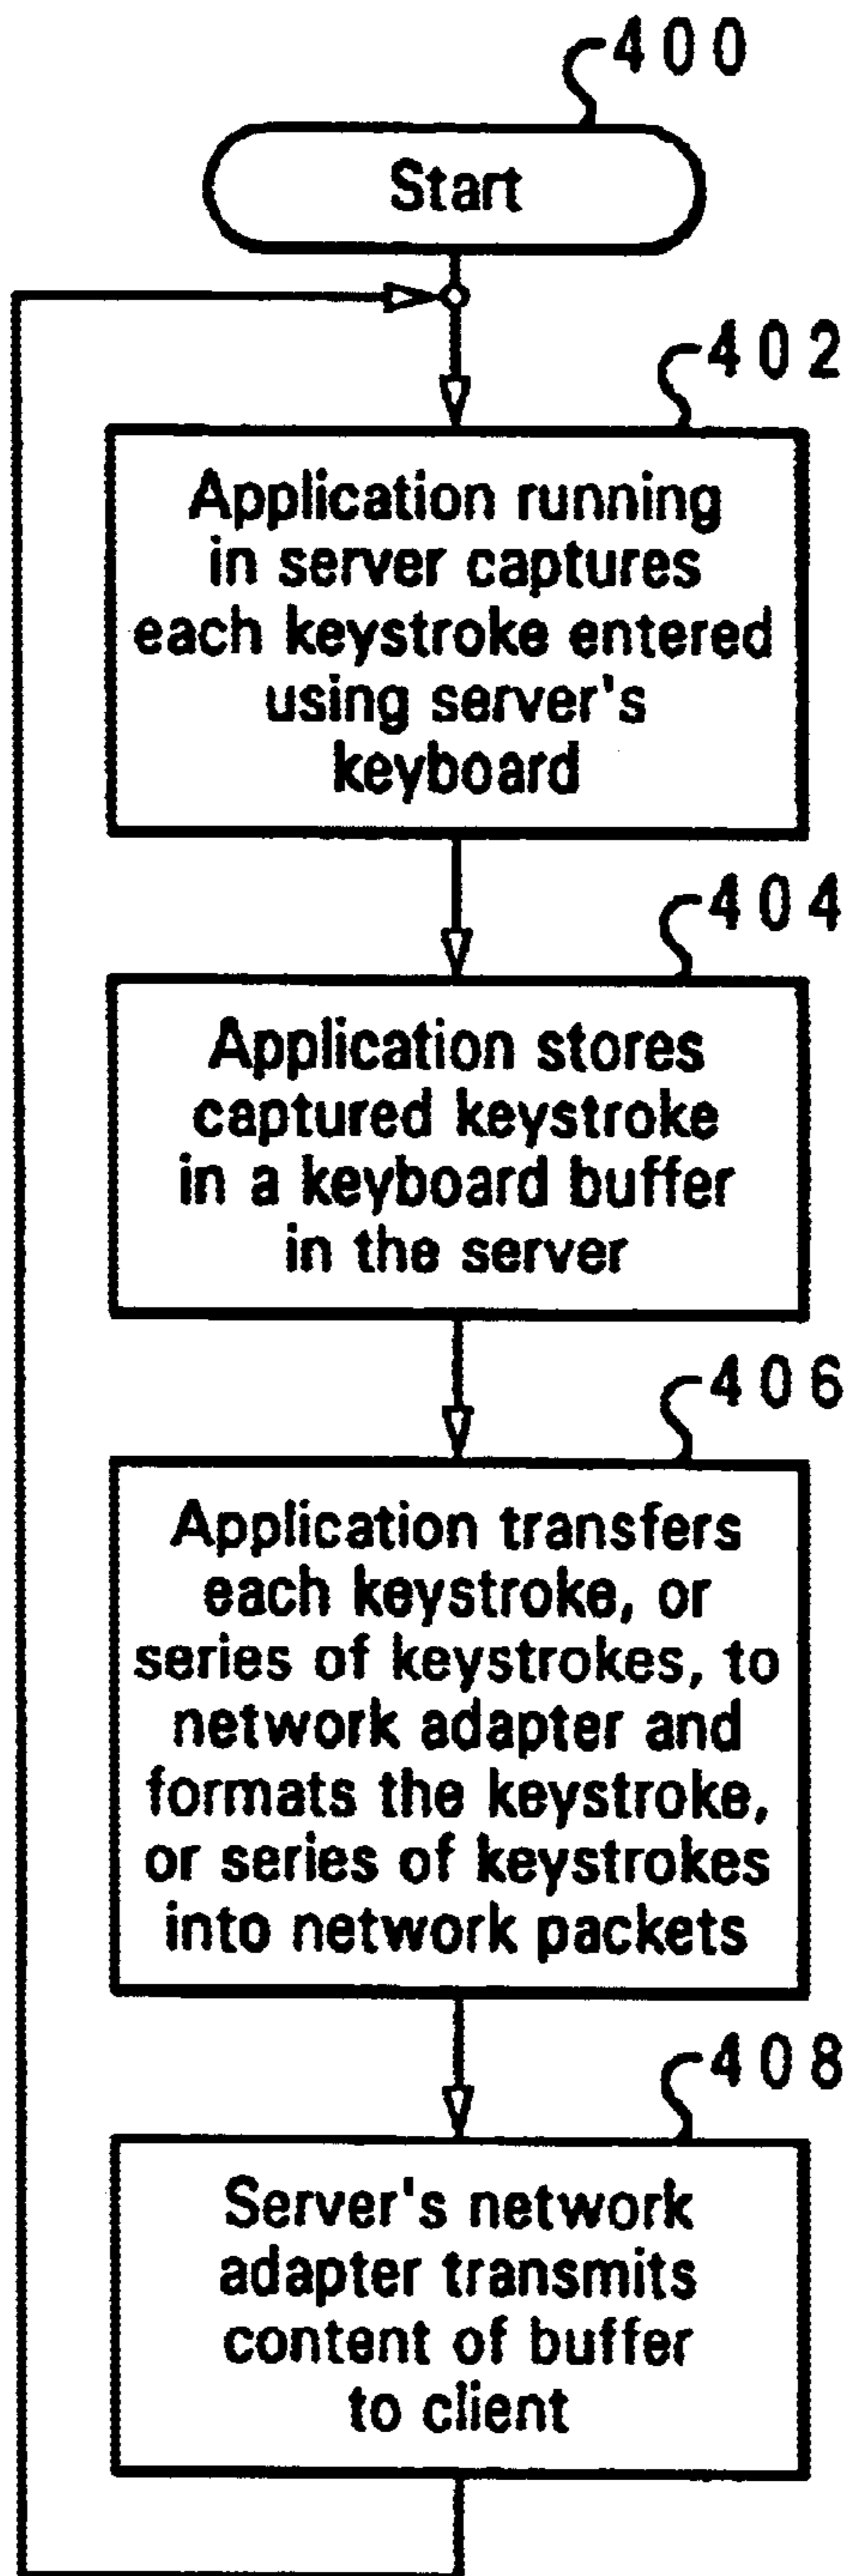 400
Start
402
Application running
in server captures
each keystroke entered
using server's
keyboard
404
Application stores
captured keystroke
in a keyboard buffer
in the server
406
Application transfers
each keystroke, or
series of keystrokes, to
network adapter and
formats the keystroke,
or series of keystrokes
into network packets
408
Server's network
adapter transmits
content of buffer
to client